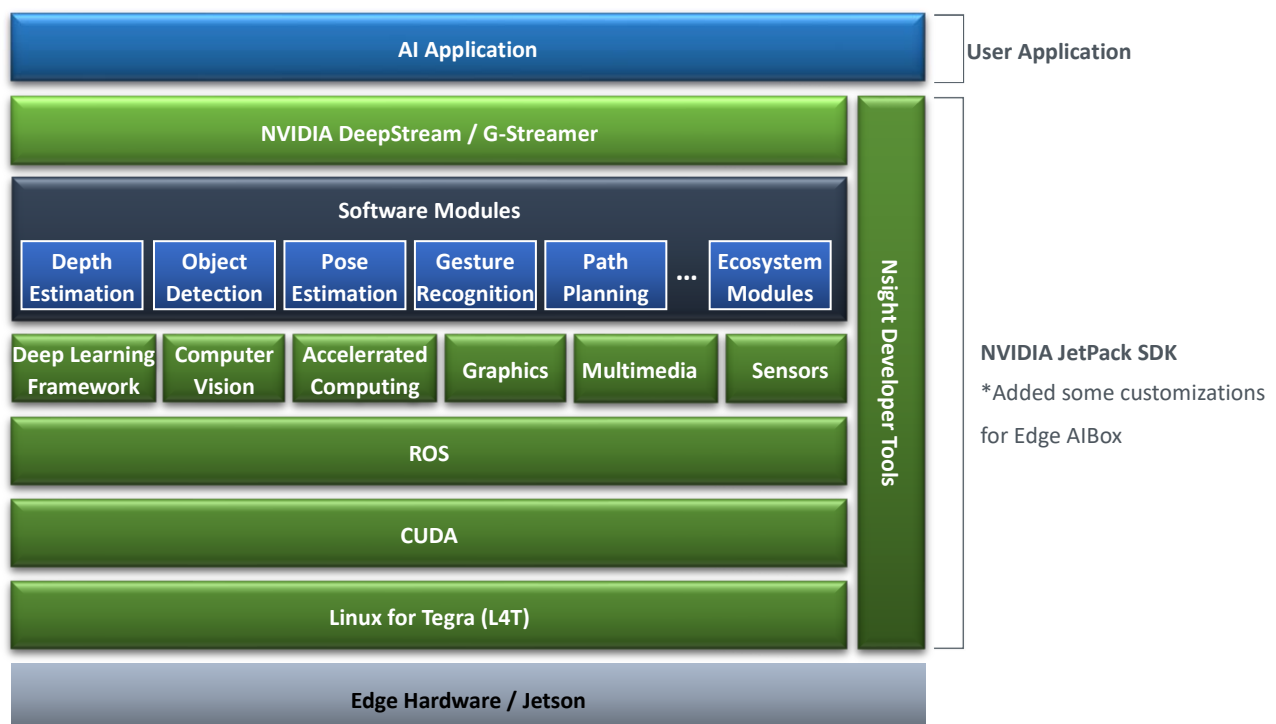 AI Application
User Application
NVIDIA DeepStream / G-Streamer
Software Modules
Depth
Estimation
Object
Detection
Pose
Estimation
Gesture
Recognition
Path
Planning
...
Ecosystem
Modules
Deep Learning
Framework
Computer
Vision
Accelerrated
Computing
Graphics
Multimedia
Sensors
ROS
CUDA
Linux for Tegra (L4T)
Nsight Developer Tools
NVIDIA JetPack SDK
*Added some customizations
for Edge AIBox
Edge Hardware / Jetson